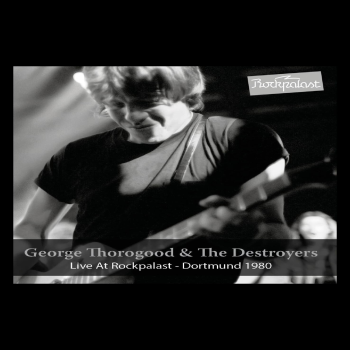 Rockpalast
George Thorogood & The Destroyers
Live At Rockpalast - Dortmund 1980